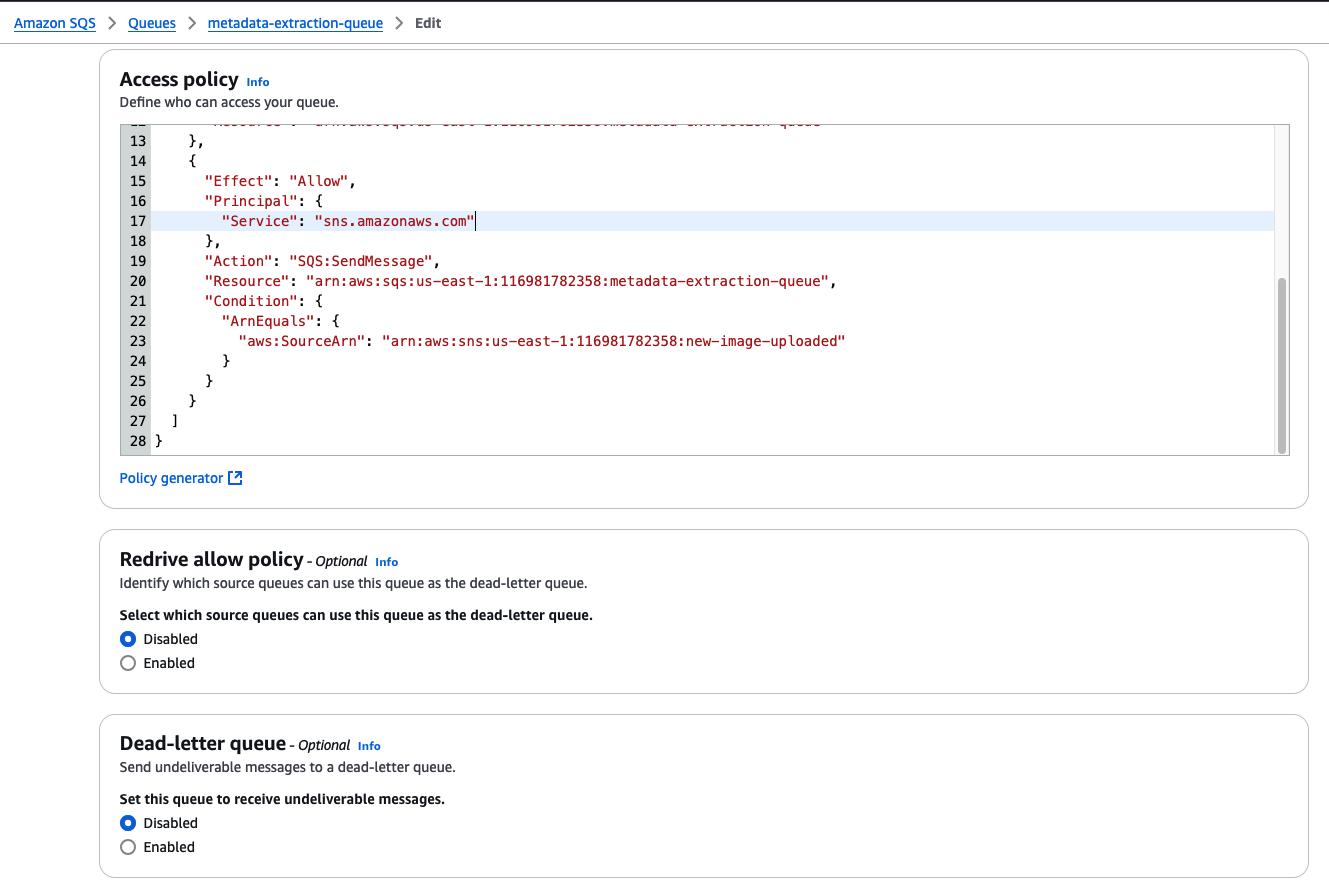 Amazon SQS > Queues > metadata-extraction-queue > Edit
Access policy Info
Define who can access your queue.
13 },
14 {
15 "Effect": "Allow",
16 "Principal": {
17 "Service": "sns.amazonaws.com"
18 },
19 "Action": "SQS:SendMessage",
20 "Resource": "arn:aws:sqs:us-east-1:116981782358:metadata-extraction-queue",
21 "Condition": {
22 "ArnEquals": {
23 "aws:SourceArn": "arn:aws:sns:us-east-1:116981782358:new-image-uploaded"
24 }
25 }
26 }
27 ]
28 }
Policy generator
Redrive allow policy - Optional Info
Identify which source queues can use this queue as the dead-letter queue.
Select which source queues can use this queue as the dead-letter queue.
Disabled
Enabled
Dead-letter queue - Optional Info
Send undeliverable messages to a dead-letter queue.
Set this queue to receive undeliverable messages.
Disabled
Enabled